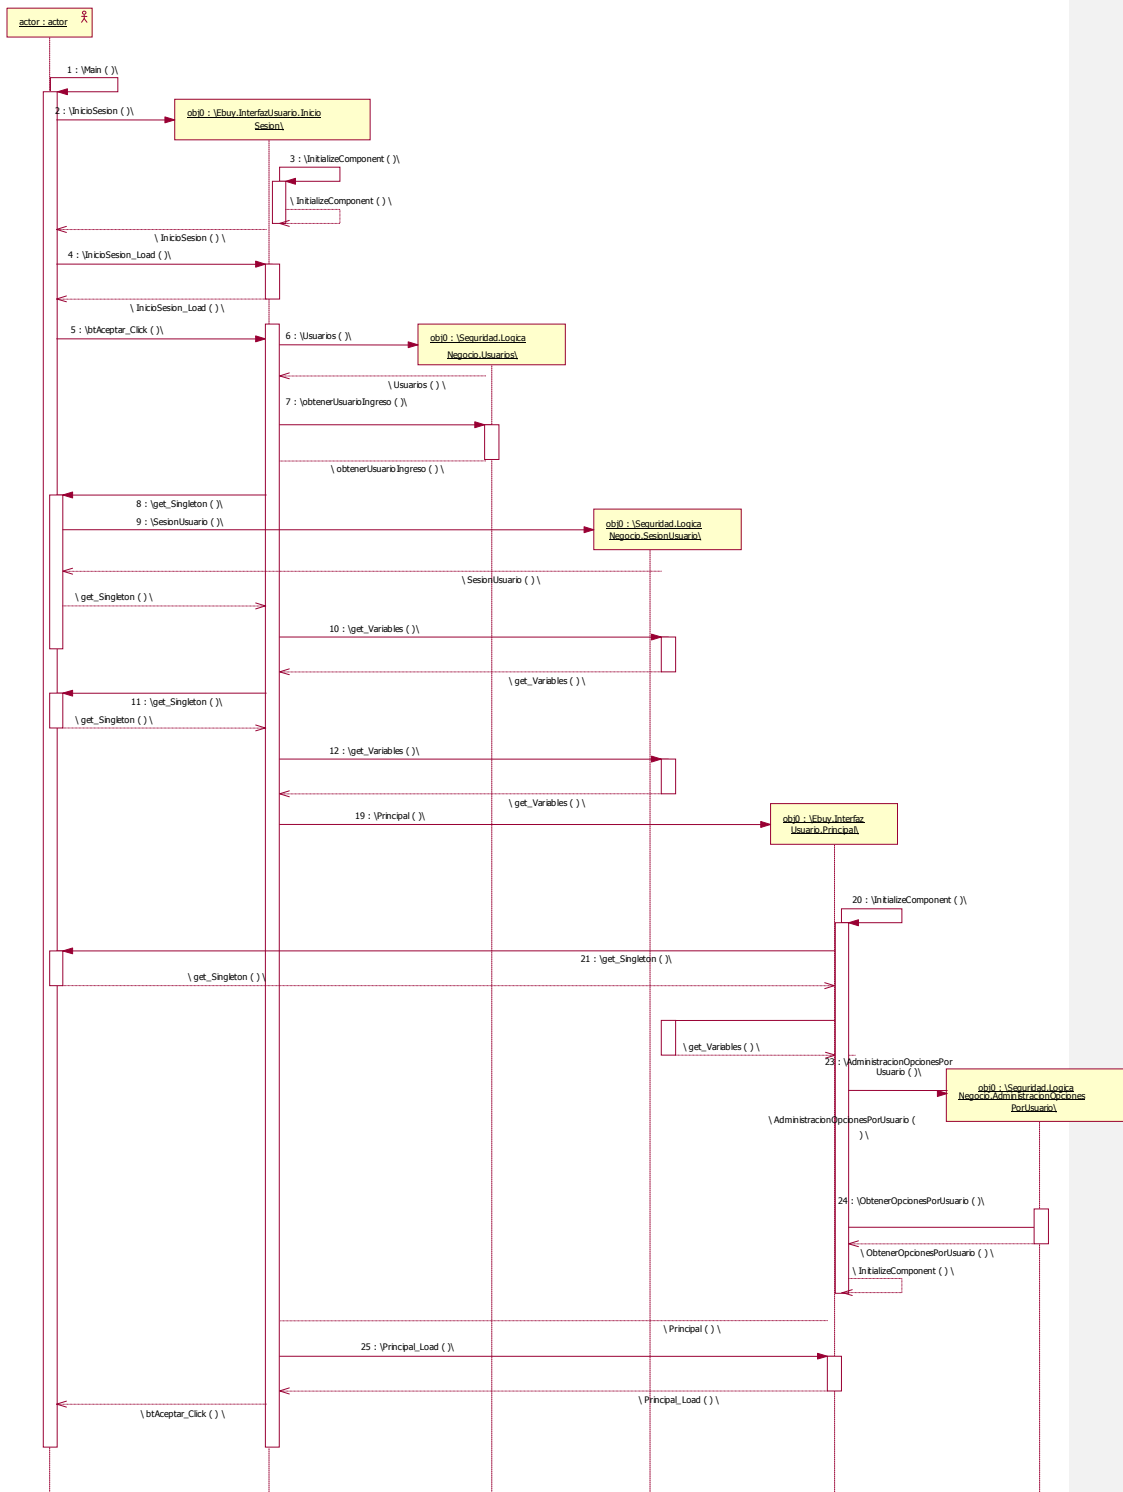 actor : actor
1 : \Main ( )\
2 : \InicioSesion ( )\
obj0 : \Ebuy.InterfazUsuario.Inicio
Sesion\
3 : \InitializeComponent ( )\
\ InitializeComponent ( ) \
\ InicioSesion ( ) \
4 : \InicioSesion_Load ( )\
\ InicioSesion_Load ( ) \
5 : \btAceptar_Click ( )\
6 : \Usuarios ( )\
obj0 : \Seguridad.Logica
Negocio.Usuarios\
\ Usuarios ( ) \
7 : \obtenerUsuarioIngreso ( )\
\ obtenerUsuarioIngreso ( ) \
8 : \get_Singleton ( )\
9 : \SesionUsuario ( )\
obj0 : \Seguridad.Logica
Negocio.SesionUsuario\
\ SesionUsuario ( ) \
\ get_Singleton ( ) \
10 : \get_Variables ( )\
\ get_Variables ( ) \
11 : \get_Singleton ( )\
\ get_Singleton ( ) \
12 : \get_Variables ( )\
\ get_Variables ( ) \
19 : \Principal ( )\
obj0 : \Ebuy.Interfaz
Usuario.Principal\
20 : \InitializeComponent ( )\
21 : \get_Singleton ( )\
\ get_Singleton ( ) \
\ get_Variables ( ) \
23 : \AdministracionOpcionesPor
Usuario ( )\
obj0 : \Seguridad.Logica
Negocio.AdministracionOpciones
PorUsuario\
\ AdministracionOpcionesPorUsuario (
) \
24 : \ObtenerOpcionesPorUsuario ( )\
\ ObtenerOpcionesPorUsuario ( ) \
\ InitializeComponent ( ) \
\ Principal ( ) \
25 : \Principal_Load ( )\
\ Principal_Load ( ) \
\ btAceptar_Click ( ) \